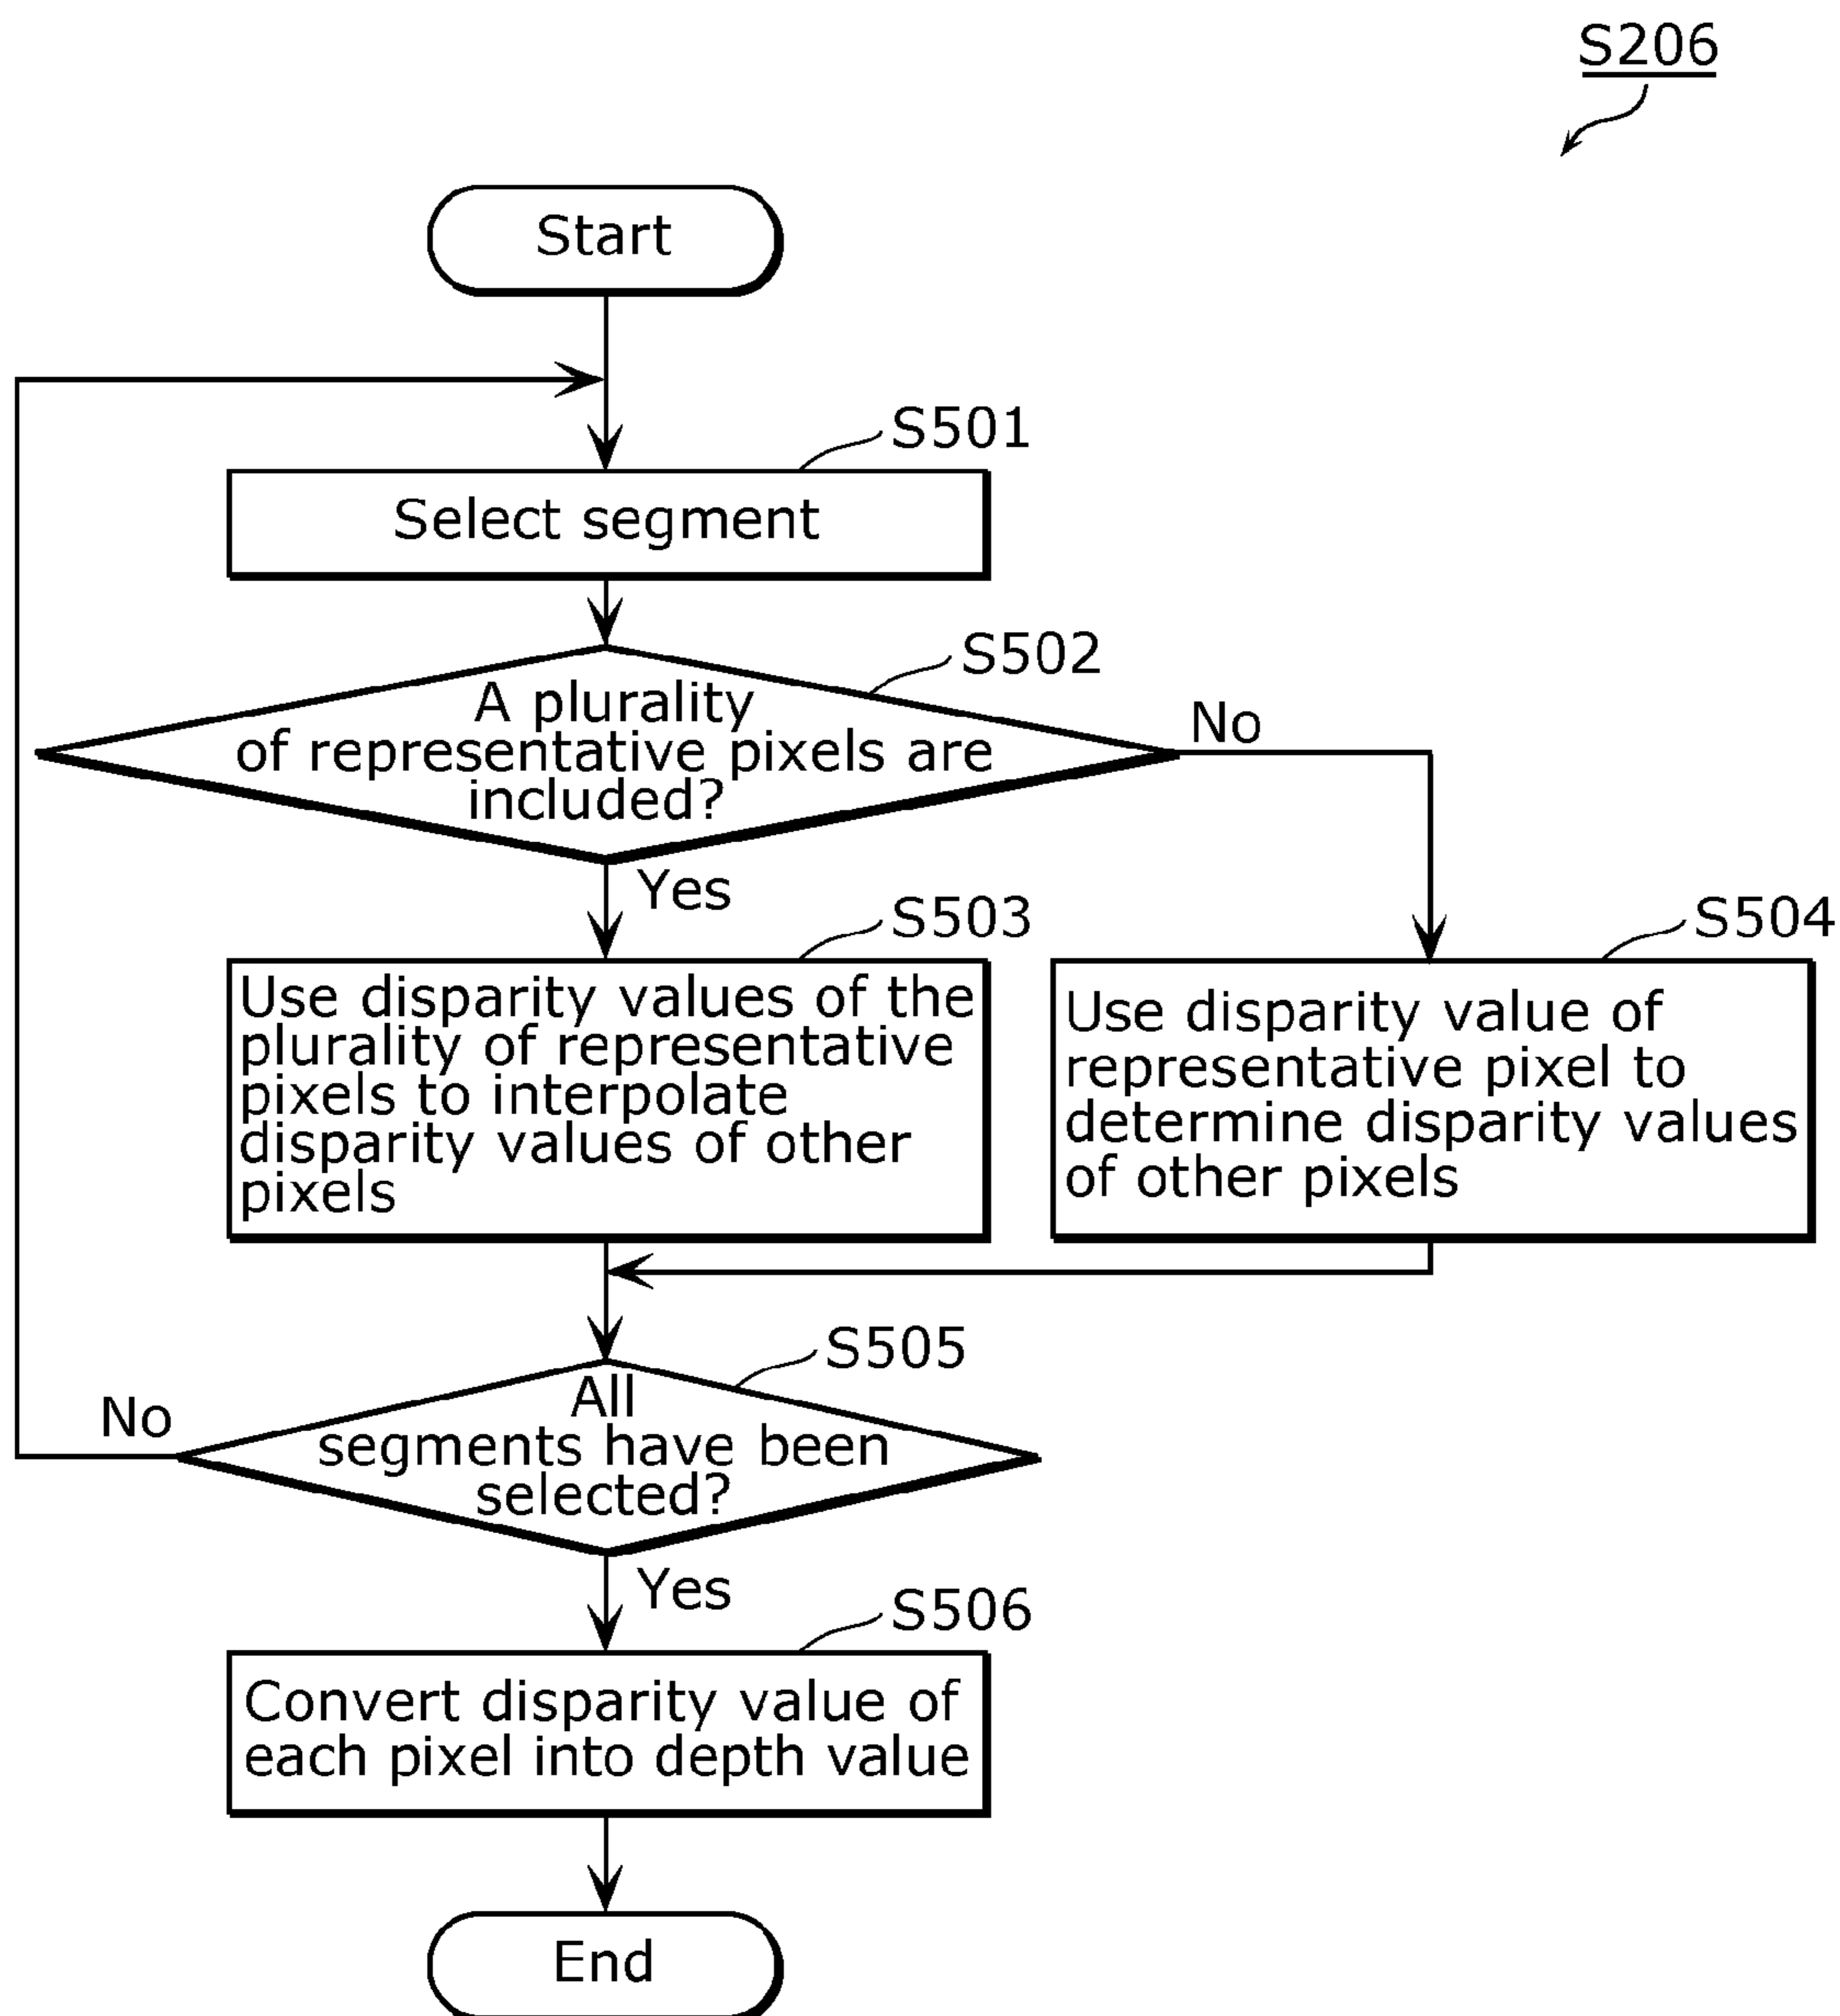 S206
Start
S501
Select segment
S502
A plurality
of representative pixels are
included?
No
Yes
S503
Use disparity values of the
plurality of representative
pixels to interpolate
disparity values of other
pixels
S504
Use disparity value of
representative pixel to
determine disparity values
of other pixels
S505
All
segments have been
selected?
No
Yes
S506
Convert disparity value of
each pixel into depth value
End